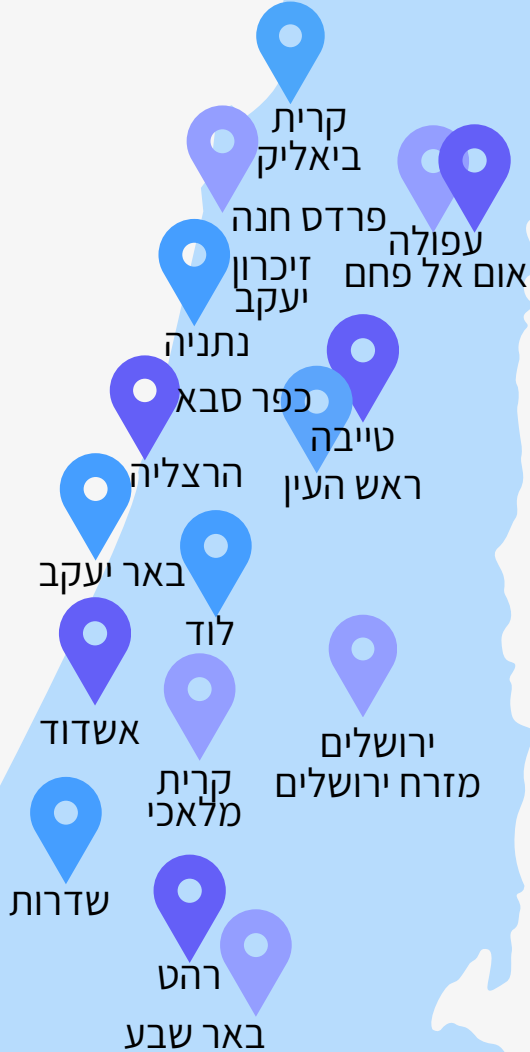 קרית
ביאליק
פרדס חנה
עפולה
אום אל פחם
זיכרון
יעקב
נתניה
כפר סבא
טייבה
הרצליה
ראש העין
באר יעקב
לוד
אשדוד
ירושלים
מזרח ירושלים
קרית
מלאכי
שדרות
רהט
באר שבע